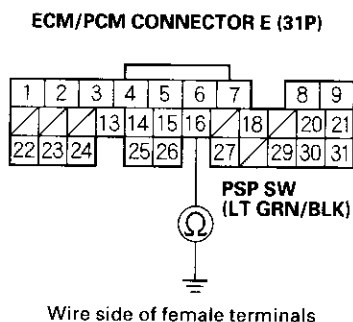 ECM/PCM CONNECTOR E (31P)
1 2 3 4 5 6 7 8 9
13 14 15 16 18 20 21
22 23 24 25 26 27 29 30 31
PSP SW
(LT GRN/BLK)
Ω
Wire side of female terminals